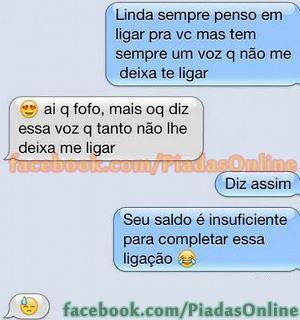 Linda sempre penso em
ligar pra vc mas tem
sempre um voz q não me
deixa te ligar
😍 ai q fofo, mais oq diz
essa voz q tanto não lhe
deixa me ligar
facebook.com/PiadasOnline
Diz assim
Seu saldo é insuficiente
para completar essa
ligação 😂
😓
facebook.com/PiadasOnline